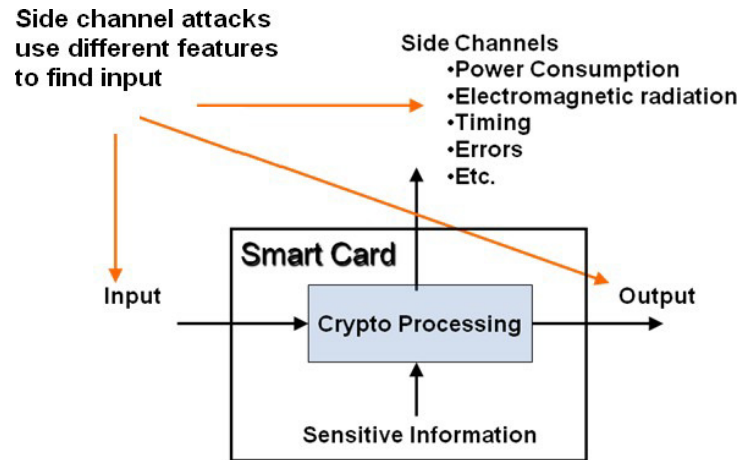 Side channel attacks
use different features
to find input
Side Channels
•Power Consumption
•Electromagnetic radiation
•Timing
•Errors
•Etc.
Smart Card
Input
Crypto Processing
Output
Sensitive Information